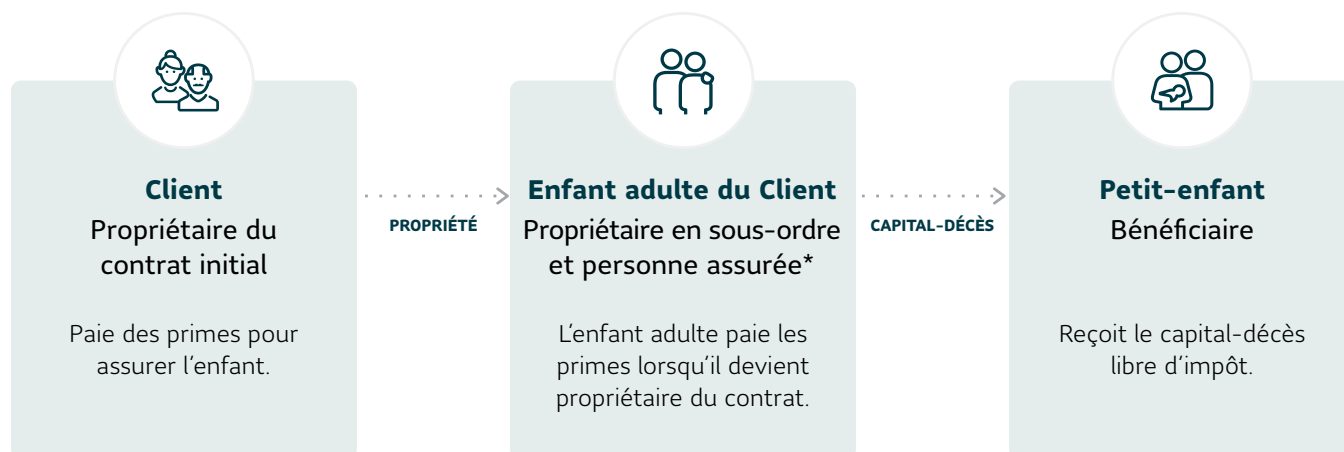 Client
Propriétaire du
contrat initial
Paie des primes pour
assurer l’enfant.
PROPRIÉTÉ
Enfant adulte du Client
Propriétaire en sous-ordre
et personne assurée*
L’enfant adulte paie les
primes lorsqu’il devient
propriétaire du contrat.
CAPITAL-DÉCÈS
Petit-enfant
Bénéficiaire
Reçoit le capital-décès
libre d’impôt.